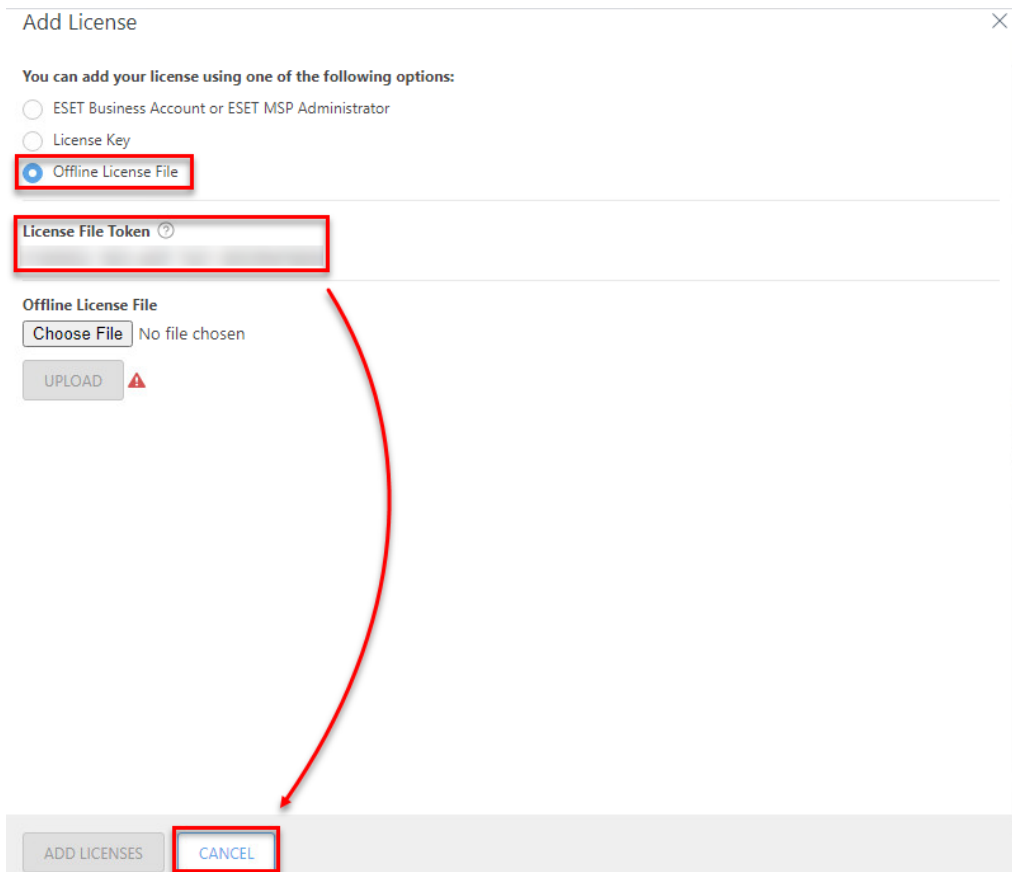 Add License
You can add your license using one of the following options:
ESET Business Account or ESET MSP Administrator
License Key
Offline License File
License File Token
Offline License File
Choose File No file chosen
UPLOAD
ADD LICENSES CANCEL